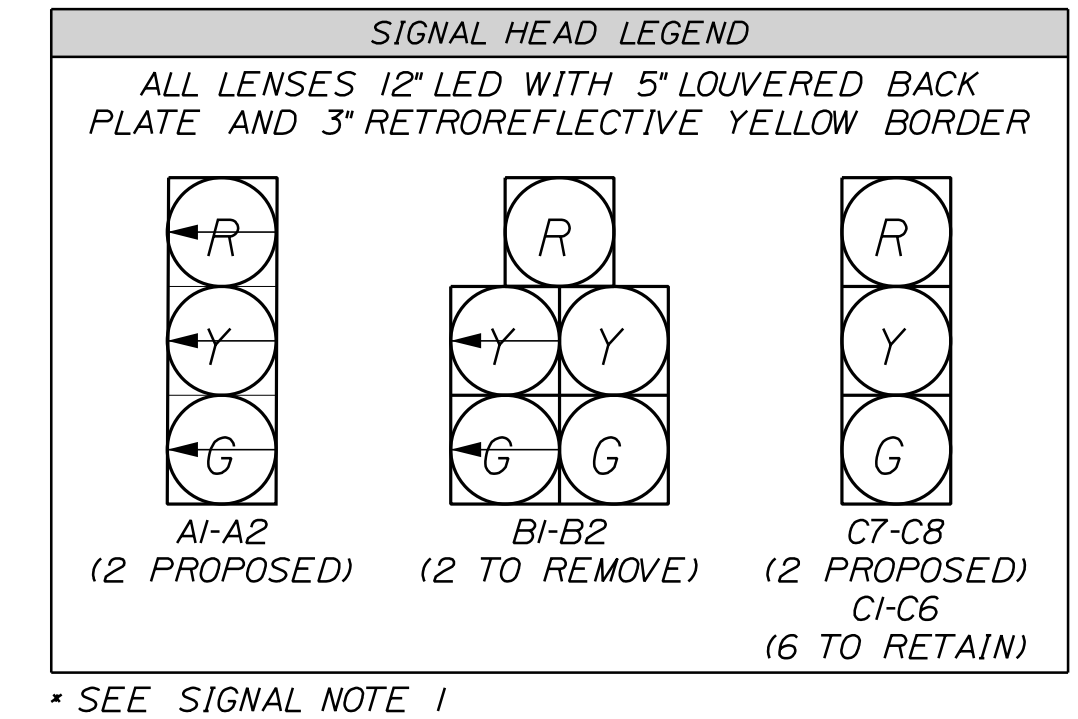 SIGNAL HEAD LEGEND
ALL LENSES 12" LED WITH 5" LOUVERED BACK
PLATE AND 3" RETROREFLECTIVE YELLOW BORDER
R
Y
G
A1-A2
(2 PROPOSED)
R
Y Y
G G
B1-B2
(2 TO REMOVE)
R
Y
G
C7-C8
(2 PROPOSED)
C1-C6
(6 TO RETAIN)
* SEE SIGNAL NOTE 1